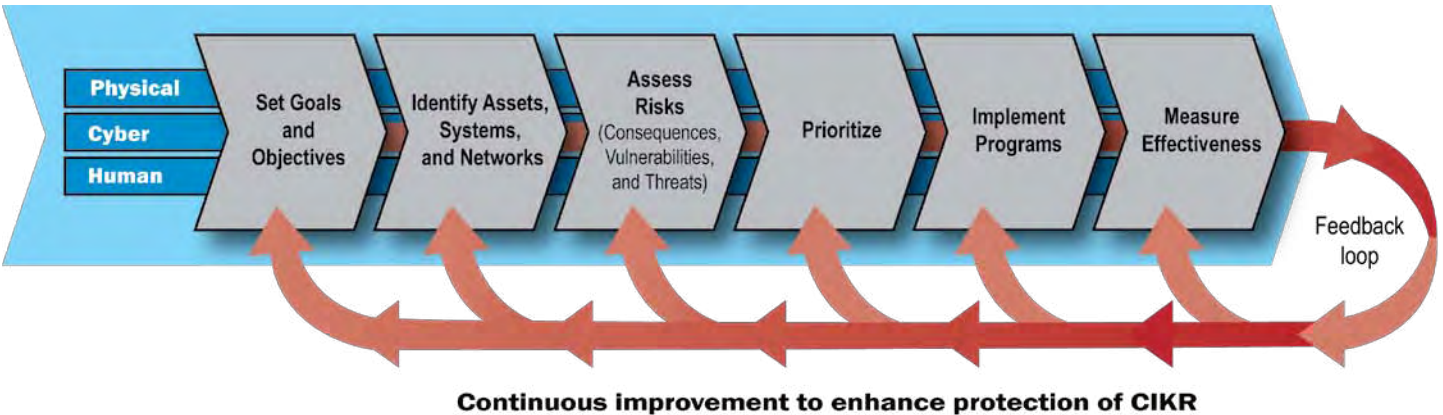 Physical
Cyber
Human
Set Goals
and
Objectives
Identify Assets,
Systems,
and Networks
Assess
Risks
(Consequences,
Vulnerabilities,
and Threats)
Prioritize
Implement
Programs
Measure
Effectiveness
Feedback
loop
Continuous improvement to enhance protection of CIKR